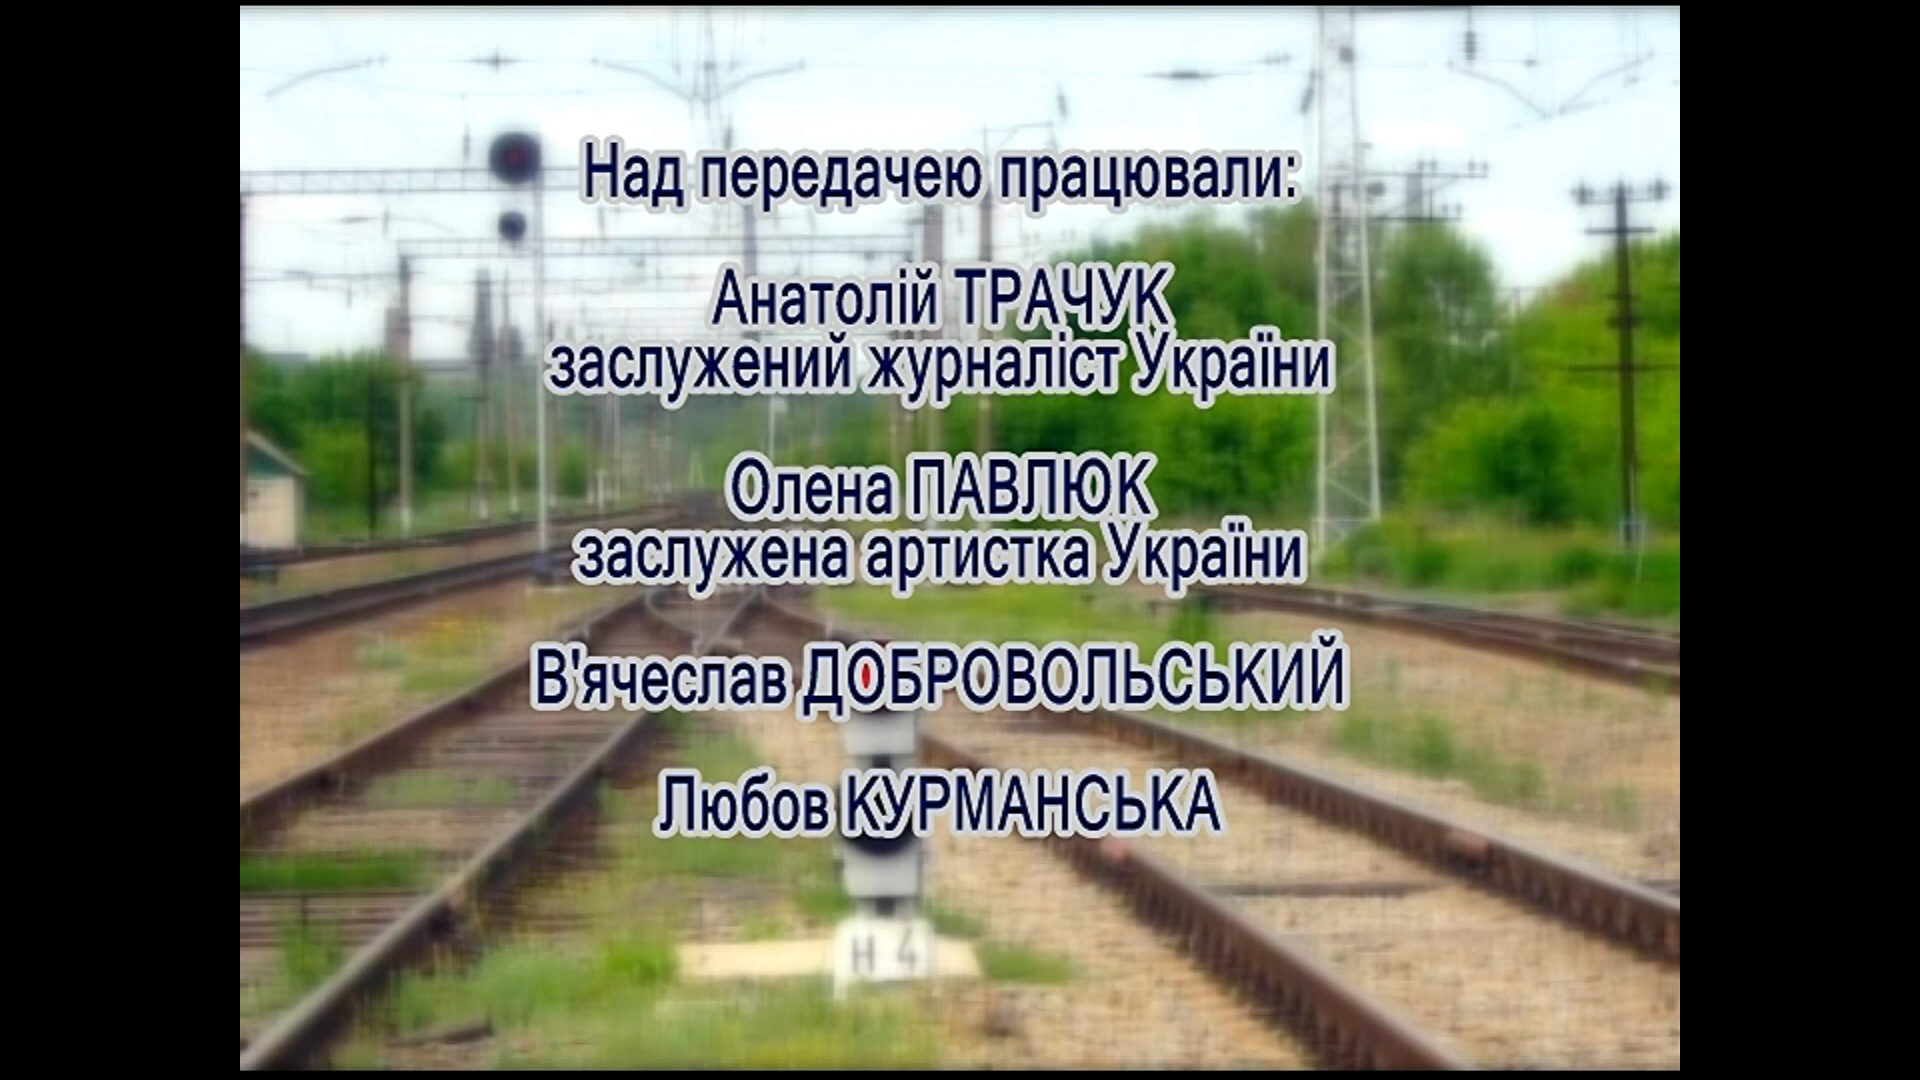 Над передачею працювали:
Анатолій ТРАЧУК
заслужений журналіст України
Олена ПАВЛЮК
заслужена артистка України
В'ячеслав ДОБРОВОЛЬСЬКИЙ
Любов КУРМАНСЬКА
Н 4